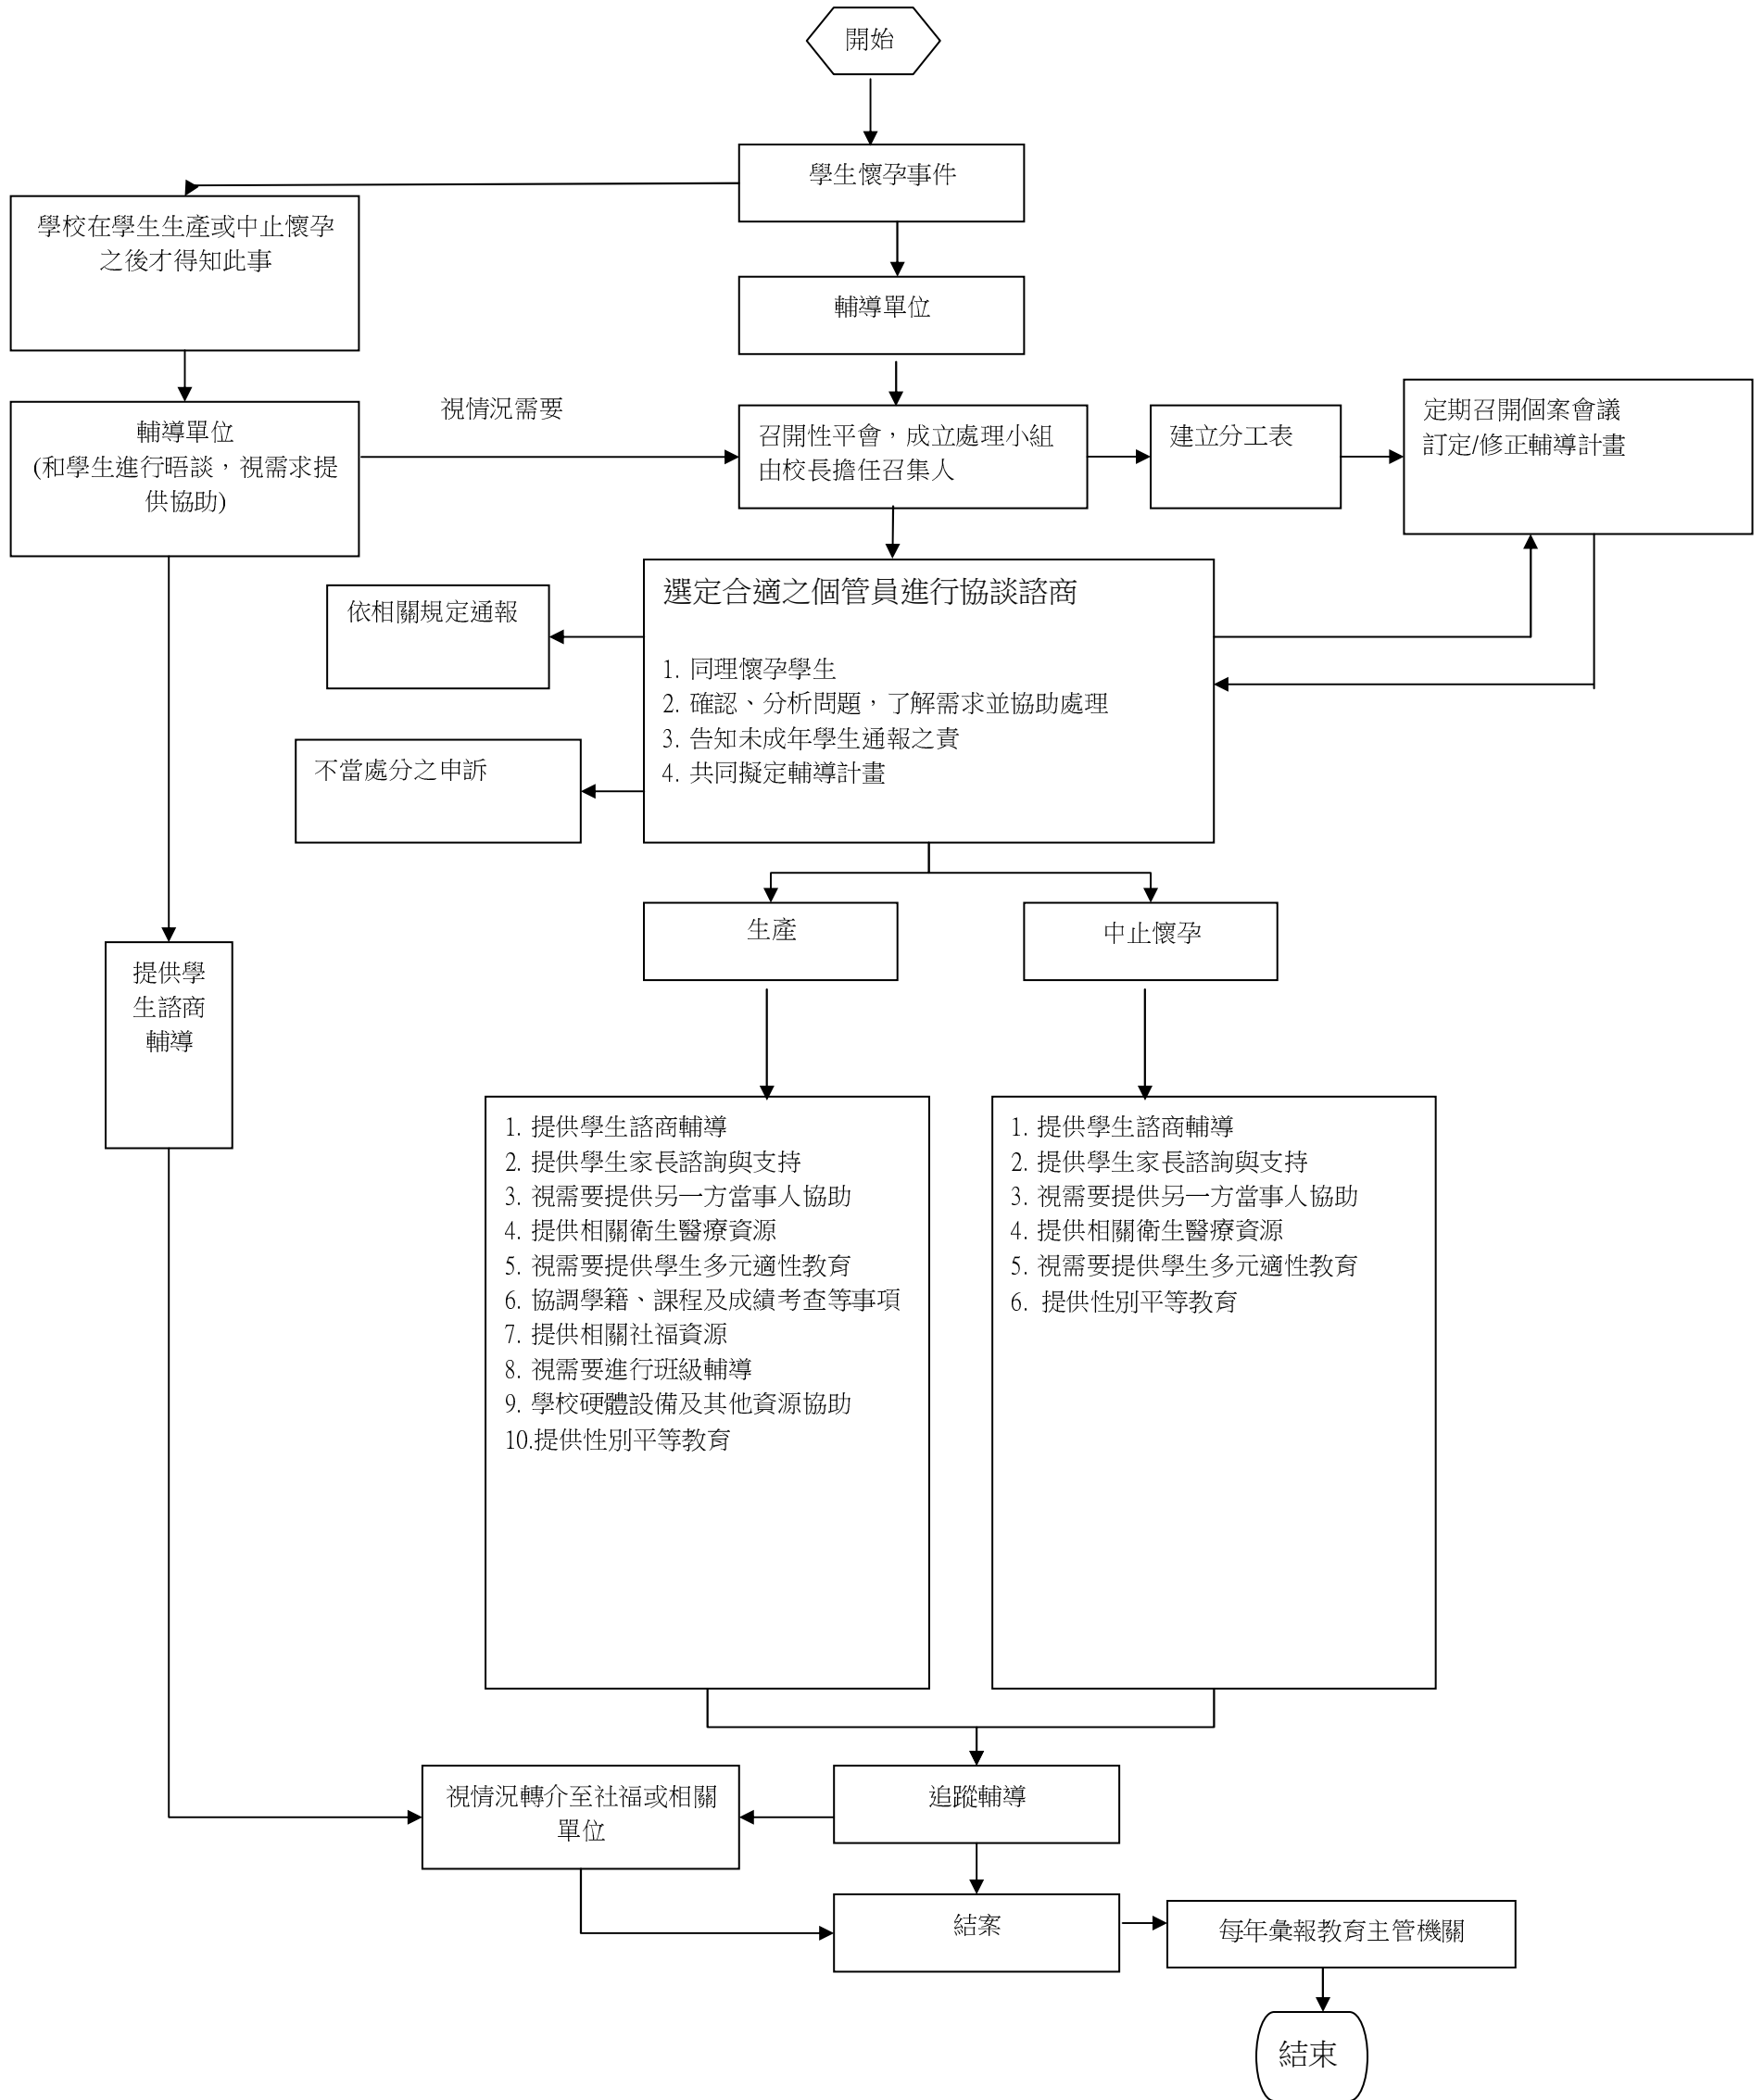 開始
學生懷孕事件
學校在學生生產或中止懷孕
之後才得知此事
輔導單位
輔導單位
(和學生進行晤談，視需求提
供協助)
視情況需要
召開性平會，成立處理小組
由校長擔任召集人
建立分工表
定期召開個案會議
訂定/修正輔導計畫
選定合適之個管員進行協談諮商
1. 同理懷孕學生
2. 確認、分析問題，了解需求並協助處理
3. 告知未成年學生通報之責
4. 共同擬定輔導計畫
依相關規定通報
不當處分之申訴
生產
中止懷孕
提供學
生諮商
輔導
1. 提供學生諮商輔導
2. 提供學生家長諮詢與支持
3. 視需要提供另一方當事人協助
4. 提供相關衛生醫療資源
5. 視需要提供學生多元適性教育
6. 協調學籍、課程及成績考查等事項
7. 提供相關社福資源
8. 視需要進行班級輔導
9. 學校硬體設備及其他資源協助
10.提供性別平等教育
1. 提供學生諮商輔導
2. 提供學生家長諮詢與支持
3. 視需要提供另一方當事人協助
4. 提供相關衛生醫療資源
5. 視需要提供學生多元適性教育
6. 提供性別平等教育
視情況轉介至社福或相關
單位
追蹤輔導
結案
每年彙報教育主管機關
結束